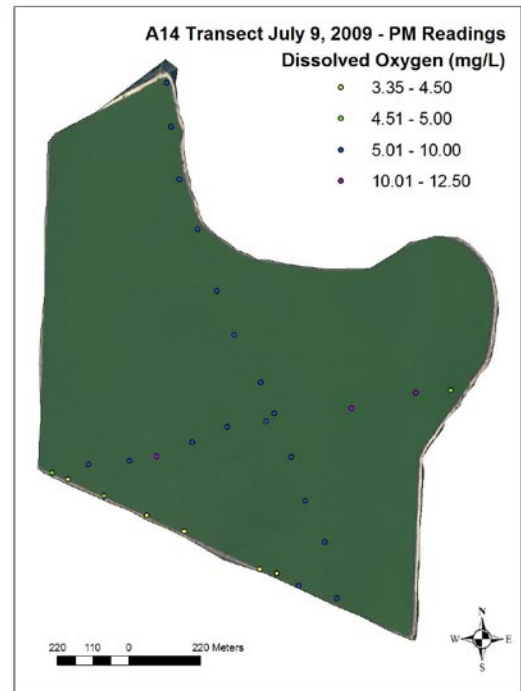 A14 Transect July 9, 2009 - PM Readings
Dissolved Oxygen (mg/L)
3.35 - 4.50
4.51 - 5.00
5.01 - 10.00
10.01 - 12.50
220 110 0 220 Meters
N
W E
S